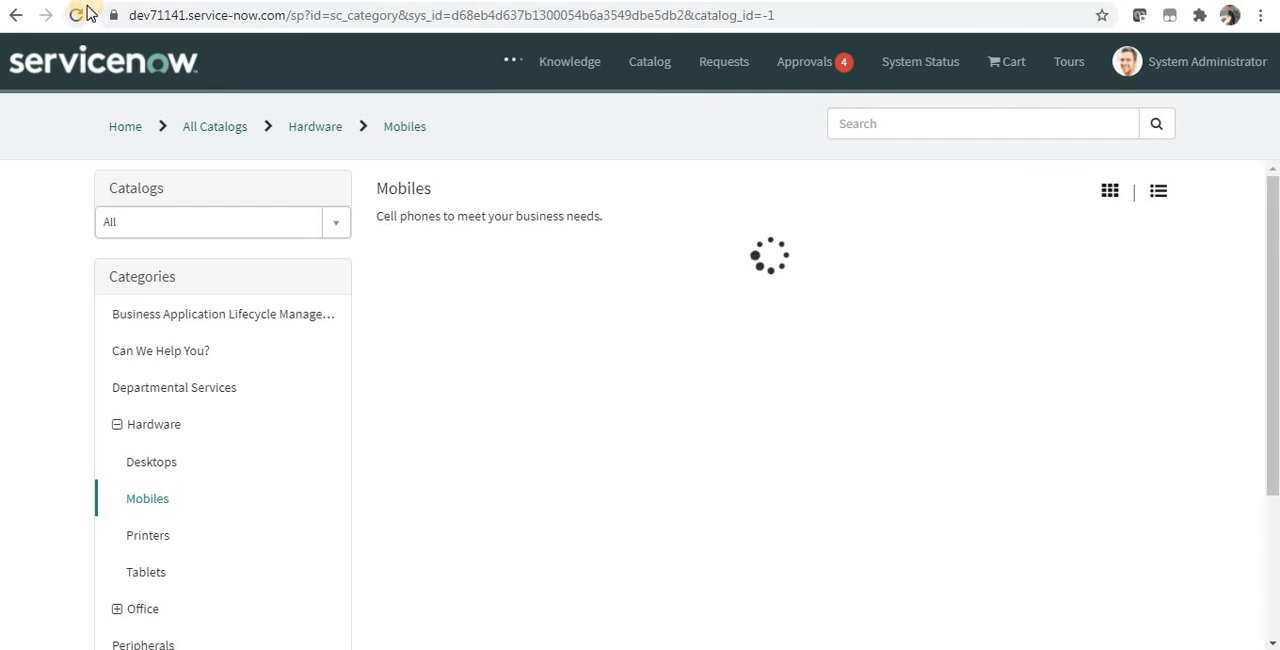 dev71141.service-now.com/sp?id=sc_category&sys_id=d68eb4d637b1300054b6a3549dbe5db2&catalog_id=-1
servicenow
Knowledge
Catalog
Requests
Approvals 4
System Status
Cart
Tours
System Administrator
Home
All Catalogs
Hardware
Mobiles
Search
Catalogs
All
Categories
Business Application Lifecycle Manage...
Can We Help You?
Departmental Services
Hardware
Desktops
Mobiles
Printers
Tablets
Office
Peripherals
Mobiles
Cell phones to meet your business needs.